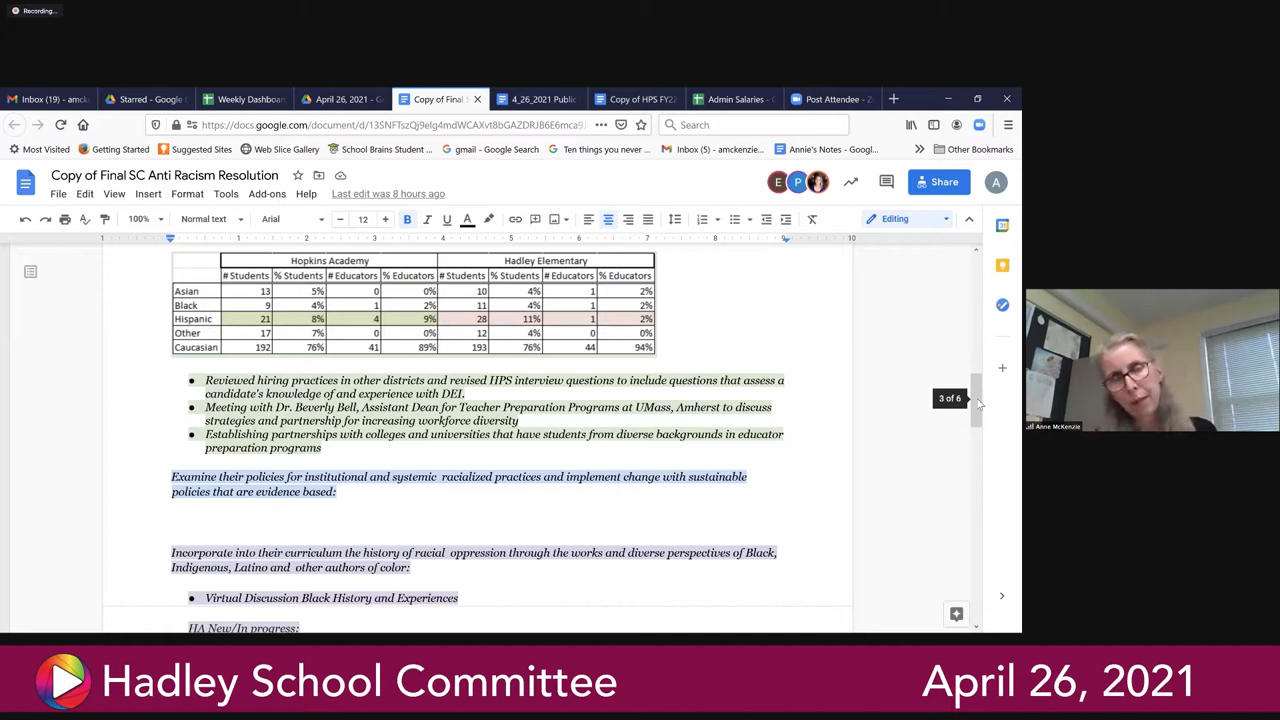 Recording...
Inbox (19) - amck
Starred - Google
Weekly Dashboar
April 26, 2021 - Go
Copy of Final
4_26_2021 Public
Copy of HPS FY22
Admin Salaries - Go
Post Attendee - Z
https://docs.google.com/document/d/
Search
Most Visited
Getting Started
Suggested Sites
Web Slice Gallery
School Brains Student ...
gmail - Google Search
Ten things you never ...
Inbox (5) - amckenzie...
Annie's Notes - Googl...
Other Bookmarks
Copy of Final SC Anti Racism Resolution
File Edit View Insert Format Tools Add-ons Help Last edit was 8 hours ago
E P Share A
100% Normal text Arial 12 B I U A Editing
1 1 2 3 4 5 6 7 8 9 10
Hopkins Academy Hadley Elementary
# Students % Students # Educators % Educators # Students % Students # Educators % Educators
Asian 13 5% 0 0% 10 4% 1 2%
Black 9 4% 1 2% 11 4% 1 2%
Hispanic 21 8% 4 9% 28 11% 1 2%
Other 17 7% 0 0% 12 4% 0 0%
Caucasian 192 76% 41 89% 193 76% 44 94%
● Reviewed hiring practices in other districts and revised HPS interview questions to include questions that assess a
candidate's knowledge of and experience with DEI.
● Meeting with Dr. Beverly Bell, Assistant Dean for Teacher Preparation Programs at UMass, Amherst to discuss
strategies and partnership for increasing workforce diversity
● Establishing partnerships with colleges and universities that have students from diverse backgrounds in educator
preparation programs
3 of 6
Examine their policies for institutional and systemic racialized practices and implement change with sustainable
policies that are evidence based:
Incorporate into their curriculum the history of racial oppression through the works and diverse perspectives of Black,
Indigenous, Latino and other authors of color:
● Virtual Discussion Black History and Experiences
HA New/In progress:
Anne McKenzie
Hadley School Committee
April 26, 2021